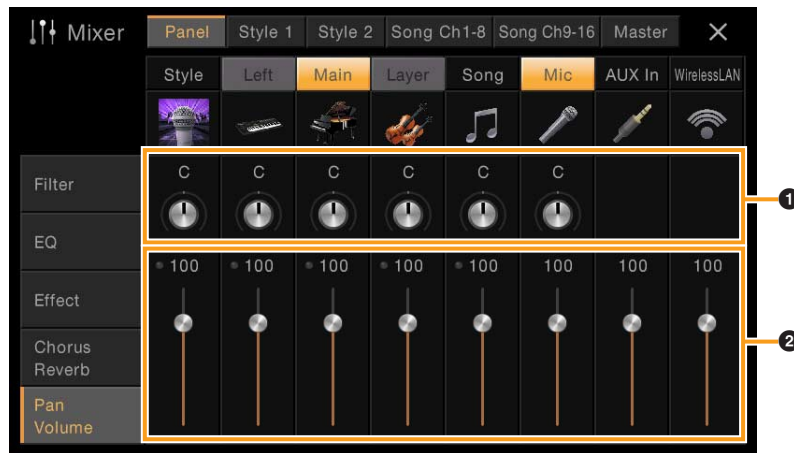 Mixer
Panel Style 1 Style 2 Song Ch1-8 Song Ch9-16 Master
Style Left Main Layer Song Mic AUX In WirelessLAN
Filter
EQ
Effect
Chorus
Reverb
Pan
Volume
C C C C C C
1
100 100 100 100 100 100 100 100
2